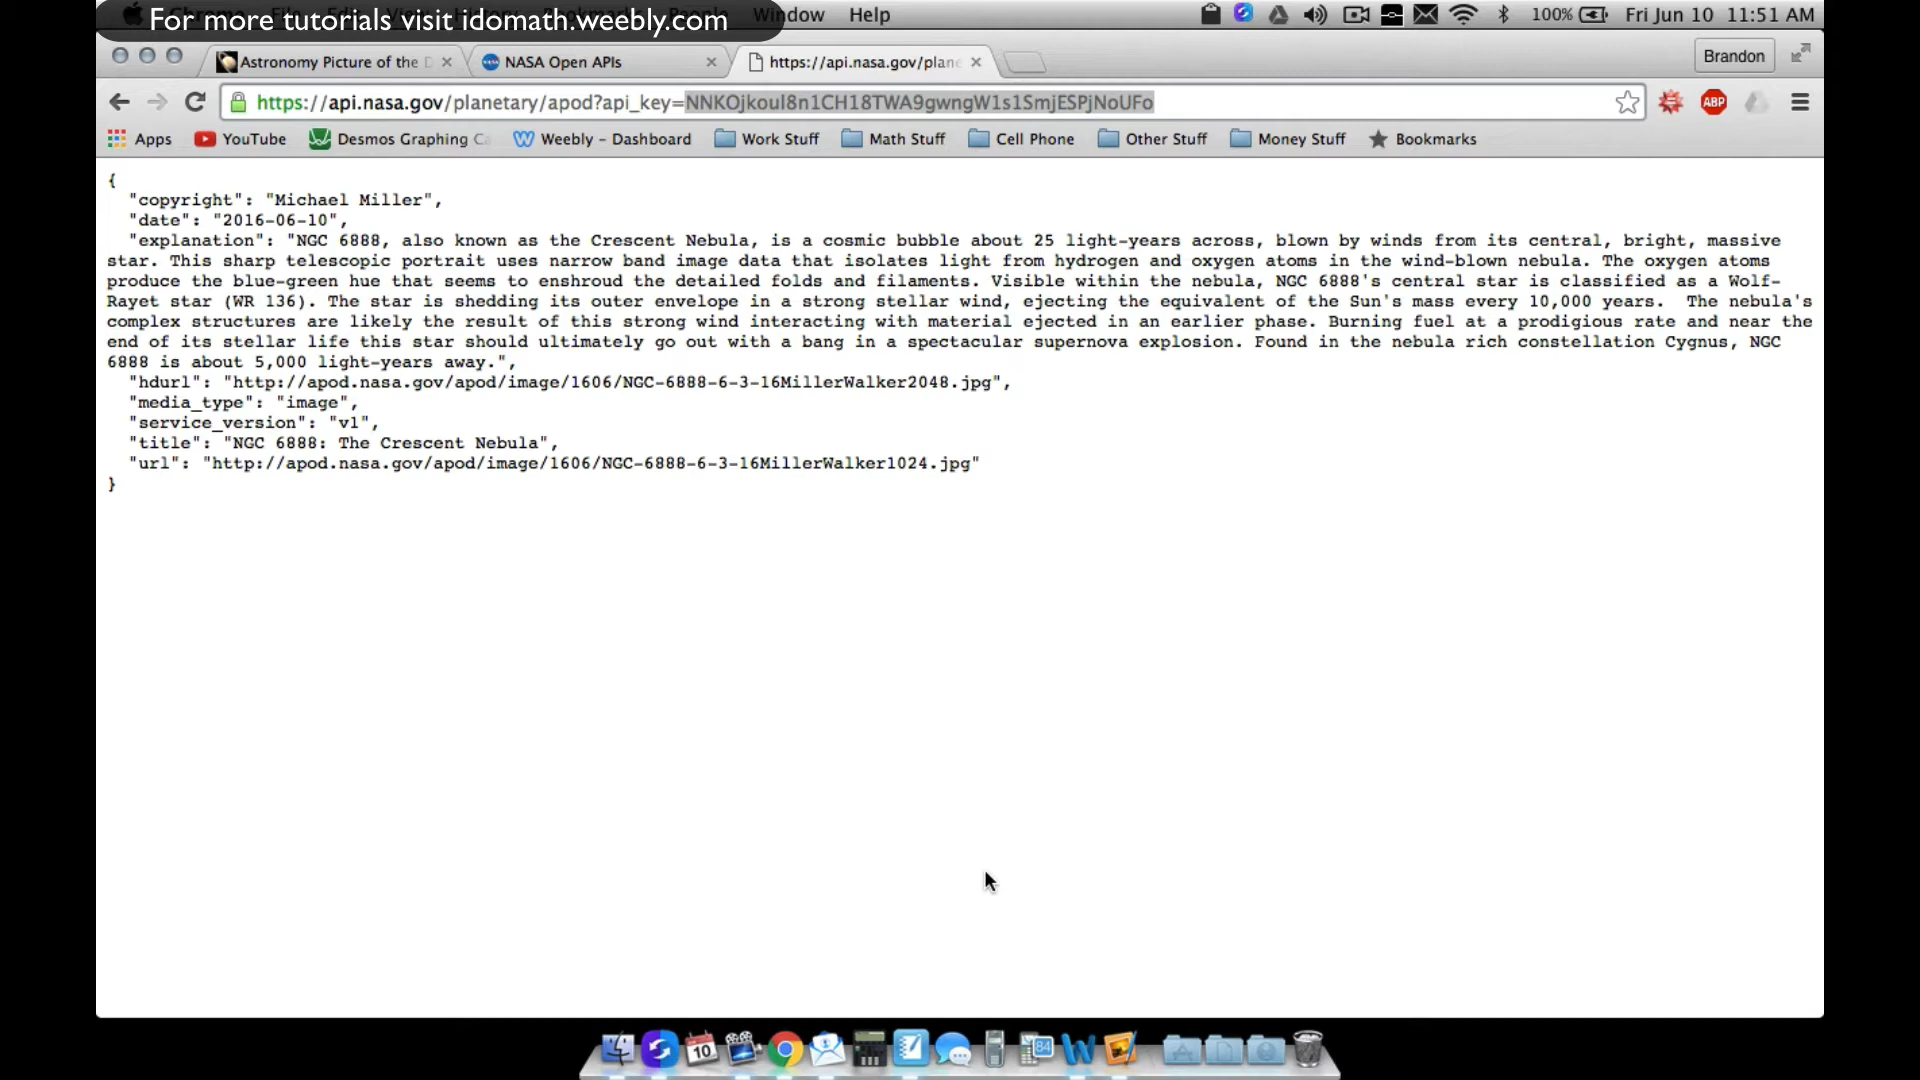 For more tutorials visit idomath.weebly.com
Window Help 100% Fri Jun 10 11:51 AM
Astronomy Picture of the D NASA Open APIs https://api.nasa.gov/plane Brandon
https://api.nasa.gov/planetary/apod?api_key=NNKOjkouI8n1CH18TWA9gwngW1s1SmjESPjNoUFo ABP
Apps YouTube Desmos Graphing Ca Weebly - Dashboard Work Stuff Math Stuff Cell Phone Other Stuff Money Stuff Bookmarks
{
"copyright": "Michael Miller",
"date": "2016-06-10",
"explanation": "NGC 6888, also known as the Crescent Nebula, is a cosmic bubble about 25 light-years across, blown by winds from its central, bright, massive
star. This sharp telescopic portrait uses narrow band image data that isolates light from hydrogen and oxygen atoms in the wind-blown nebula. The oxygen atoms
produce the blue-green hue that seems to enshroud the detailed folds and filaments. Visible within the nebula, NGC 6888's central star is classified as a Wolf-
Rayet star (WR 136). The star is shedding its outer envelope in a strong stellar wind, ejecting the equivalent of the Sun's mass every 10,000 years.  The nebula's
complex structures are likely the result of this strong wind interacting with material ejected in an earlier phase. Burning fuel at a prodigious rate and near the
end of its stellar life this star should ultimately go out with a bang in a spectacular supernova explosion. Found in the nebula rich constellation Cygnus, NGC
6888 is about 5,000 light-years away.",
"hdurl": "http://apod.nasa.gov/apod/image/1606/NGC-6888-6-3-16MillerWalker2048.jpg",
"media_type": "image",
"service_version": "v1",
"title": "NGC 6888: The Crescent Nebula",
"url": "http://apod.nasa.gov/apod/image/1606/NGC-6888-6-3-16MillerWalker1024.jpg"
}
10 84